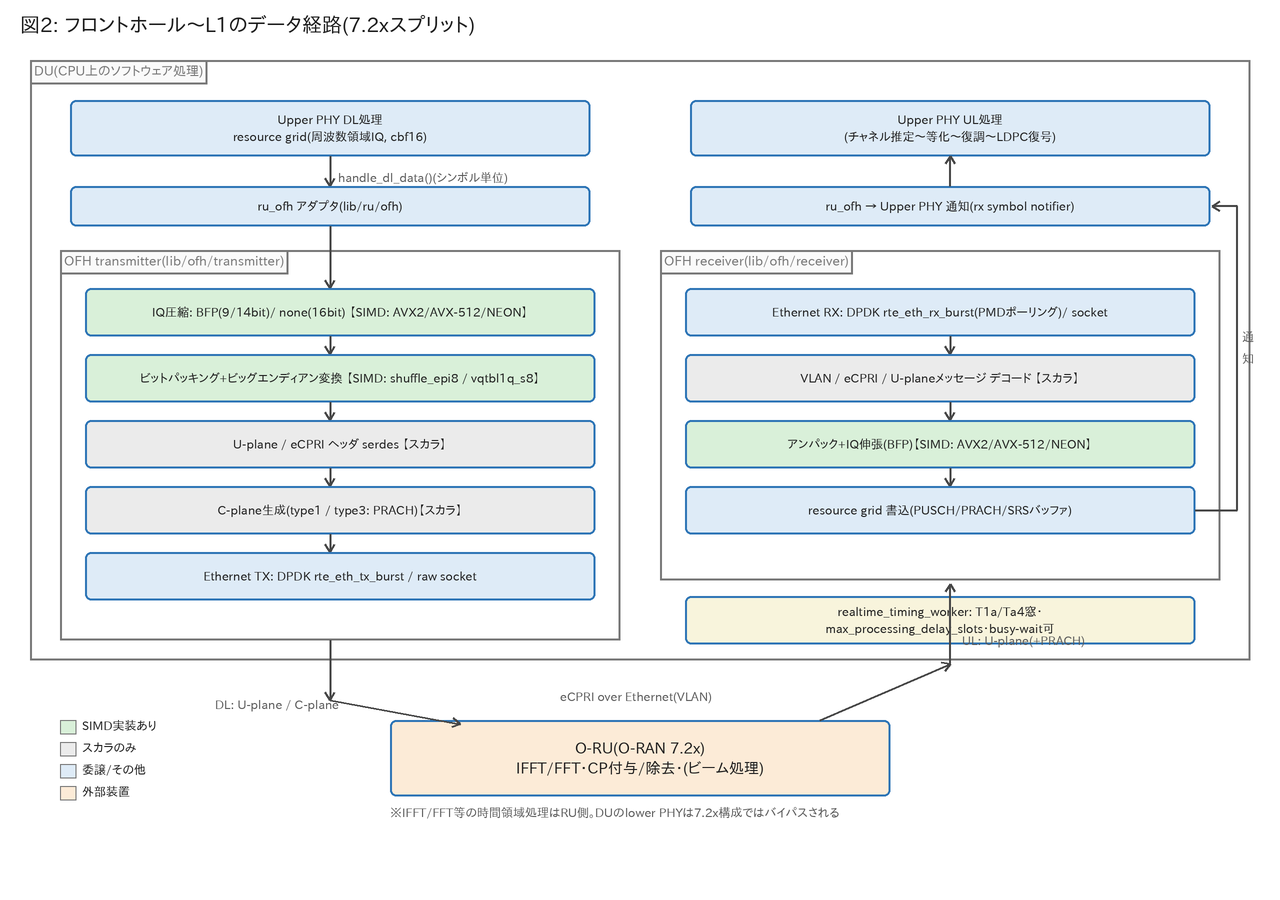 図2: フロントホール〜L1のデータ経路(7.2xスプリット)
DU(CPU上のソフトウェア処理)
Upper PHY DL処理
resource grid(周波数領域IQ, cbf16)
handle_dl_data()(シンボル単位)
ru_ofh アダプタ(lib/ru/ofh)
OFH transmitter(lib/ofh/transmitter)
IQ圧縮: BFP(9/14bit)/ none(16bit)【SIMD: AVX2/AVX-512/NEON】
ビットパッキング+ビッグエンディアン変換【SIMD: shuffle_epi8 / vqtbl1q_s8】
U-plane / eCPRI ヘッダ serdes【スカラ】
C-plane生成(type1 / type3: PRACH)【スカラ】
Ethernet TX: DPDK rte_eth_tx_burst / raw socket
Upper PHY UL処理
(チャネル推定〜等化〜復調〜LDPC復号)
ru_ofh → Upper PHY 通知(rx symbol notifier)
OFH receiver(lib/ofh/receiver)
Ethernet RX: DPDK rte_eth_rx_burst(PMDポーリング)/ socket
VLAN / eCPRI / U-planeメッセージ デコード【スカラ】
アンパック+IQ伸張(BFP)【SIMD: AVX2/AVX-512/NEON】
resource grid 書込(PUSCH/PRACH/SRSバッファ)
通
知
realtime_timing_worker: T1a/Ta4窓・
max_processing_delay_slots・busy-wait可
UL: U-plane(+PRACH)
DL: U-plane / C-plane
eCPRI over Ethernet(VLAN)
O-RU(O-RAN 7.2x)
IFFT/FFT・CP付与/除去・(ビーム処理)
※IFFT/FFT等の時間領域処理はRU側。DUのlower PHYは7.2x構成ではバイパスされる
SIMD実装あり
スカラのみ
委譲/その他
外部装置